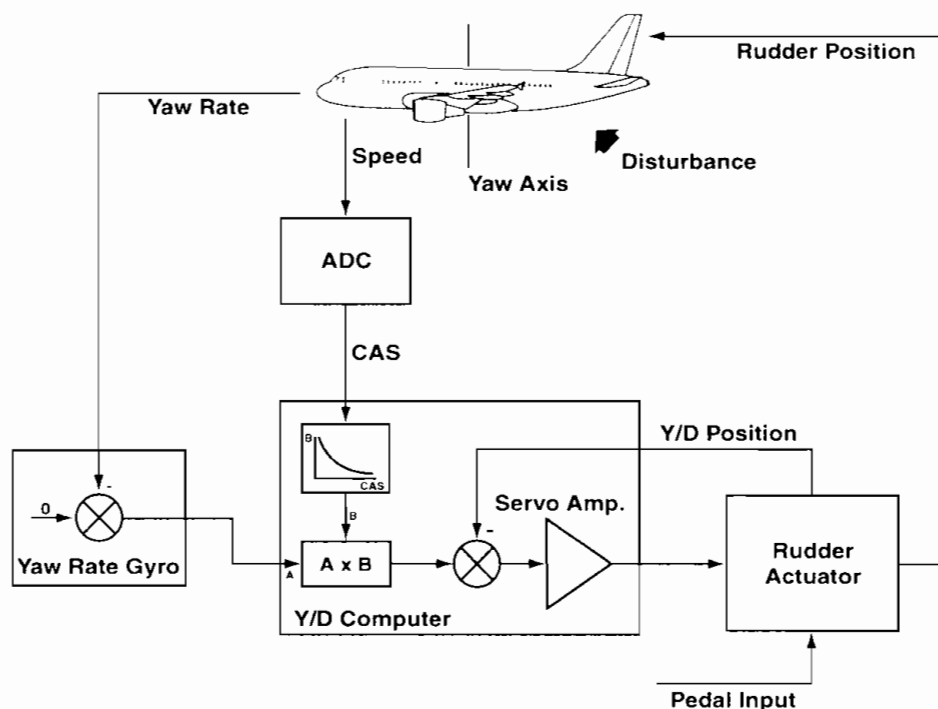 Rudder Position
Yaw Rate
Disturbance
Speed
Yaw Axis
ADC
CAS
Y/D Position
B
CAS
Servo Amp.
-
-
0
B
Rudder
Actuator
Yaw Rate Gyro
A
A x B
Y/D Computer
Pedal Input